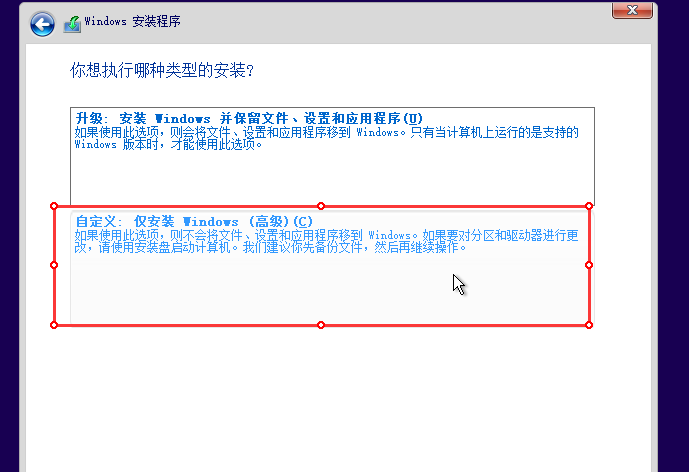 Windows 安装程序
你想执行哪种类型的安装?
升级: 安装 Windows 并保留文件、设置和应用程序(U)
如果使用此选项，则会将文件、设置和应用程序移到 Windows。只有当计算机上运行的是支持的
Windows 版本时，才能使用此选项。
自定义: 仅安装 Windows (高级)(C)
如果使用此选项，则不会将文件、设置和应用程序移到 Windows。如果要对分区和驱动器进行更
改，请使用安装盘启动计算机。我们建议你先备份文件，然后再继续操作。